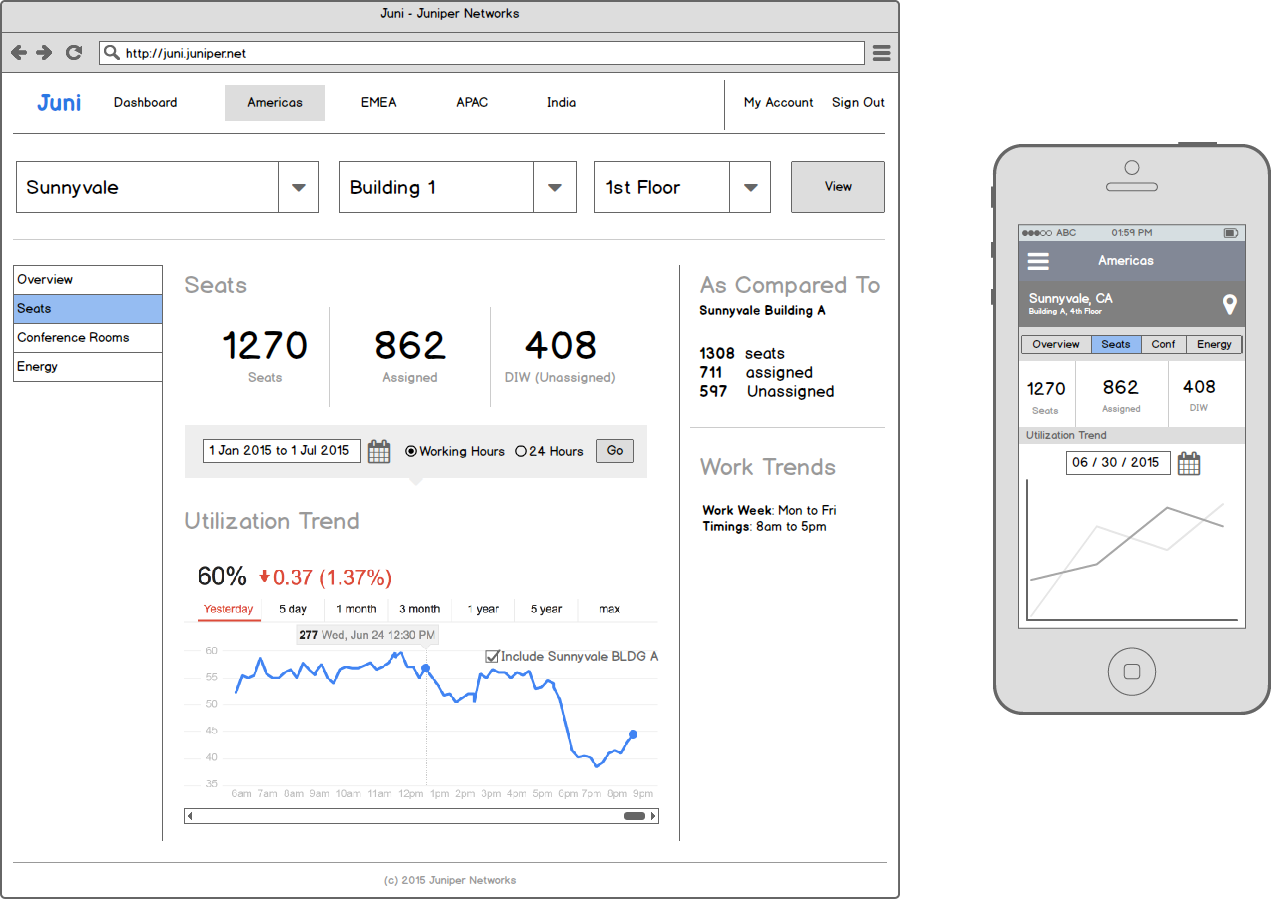 Juni - Juniper Networks
http://juni.juniper.net
Juni Dashboard Americas EMEA APAC India My Account Sign Out
Sunnyvale Building 1 1st Floor View
Overview
Seats
Conference Rooms
Energy
Seats
1270 862 408
Seats Assigned DIW (Unassigned)
1 Jan 2015 to 1 Jul 2015 Working Hours 24 Hours Go
Utilization Trend
60% 0.37 (1.37%)
Yesterday 5 day 1 month 3 month 1 year 5 year max
277 Wed, Jun 24 12:30 PM
Include Sunnyvale BLDG A
60
55
50
45
40
35
6am 7am 8am 9am 10am 11am 12pm 1pm 2pm 3pm 4pm 5pm 6pm 7pm 8pm 9pm
As Compared To
Sunnyvale Building A
1308 seats
711 assigned
597 Unassigned
Work Trends
Work Week: Mon to Fri
Timings: 8am to 5pm
(c) 2015 Juniper Networks
ABC 01:59 PM
Americas
Sunnyvale, CA
Building A, 4th Floor
Overview Seats Conf Energy
1270 862 408
Seats Assigned DIW
Utilization Trend
06 / 30 / 2015